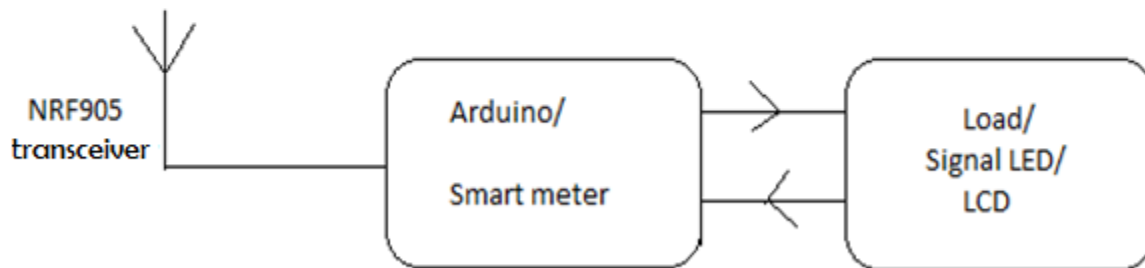 NRF905
transceiver
Arduino/
Smart meter
Load/
Signal LED/
LCD